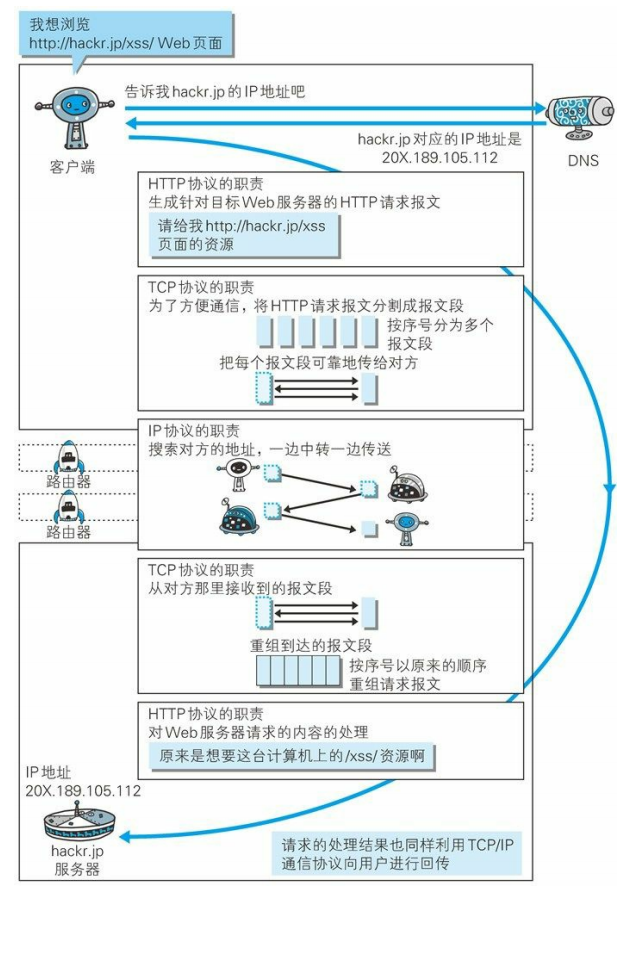 我想浏览
http://hackr.jp/xss/ Web页面
告诉我hackr.jp的IP地址吧
hackr.jp对应的IP地址是
20X.189.105.112
客户端
DNS
HTTP协议的职责
生成针对目标Web服务器的HTTP请求报文
请给我http://hackr.jp/xss
页面的资源
TCP协议的职责
为了方便通信，将HTTP请求报文分割成报文段
按序号分为多个
报文段
把每个报文段可靠地传给对方
IP协议的职责
搜索对方的地址，一边中转一边传送
路由器
路由器
TCP协议的职责
从对方那里接收到的报文段
重组到达的报文段
按序号以原来的顺序
重组请求报文
HTTP协议的职责
对Web服务器请求的内容的处理
原来是想要这台计算机上的/xss/资源啊
IP地址
20X.189.105.112
hackr.jp
服务器
请求的处理结果也同样利用TCP/IP
通信协议向用户进行回传